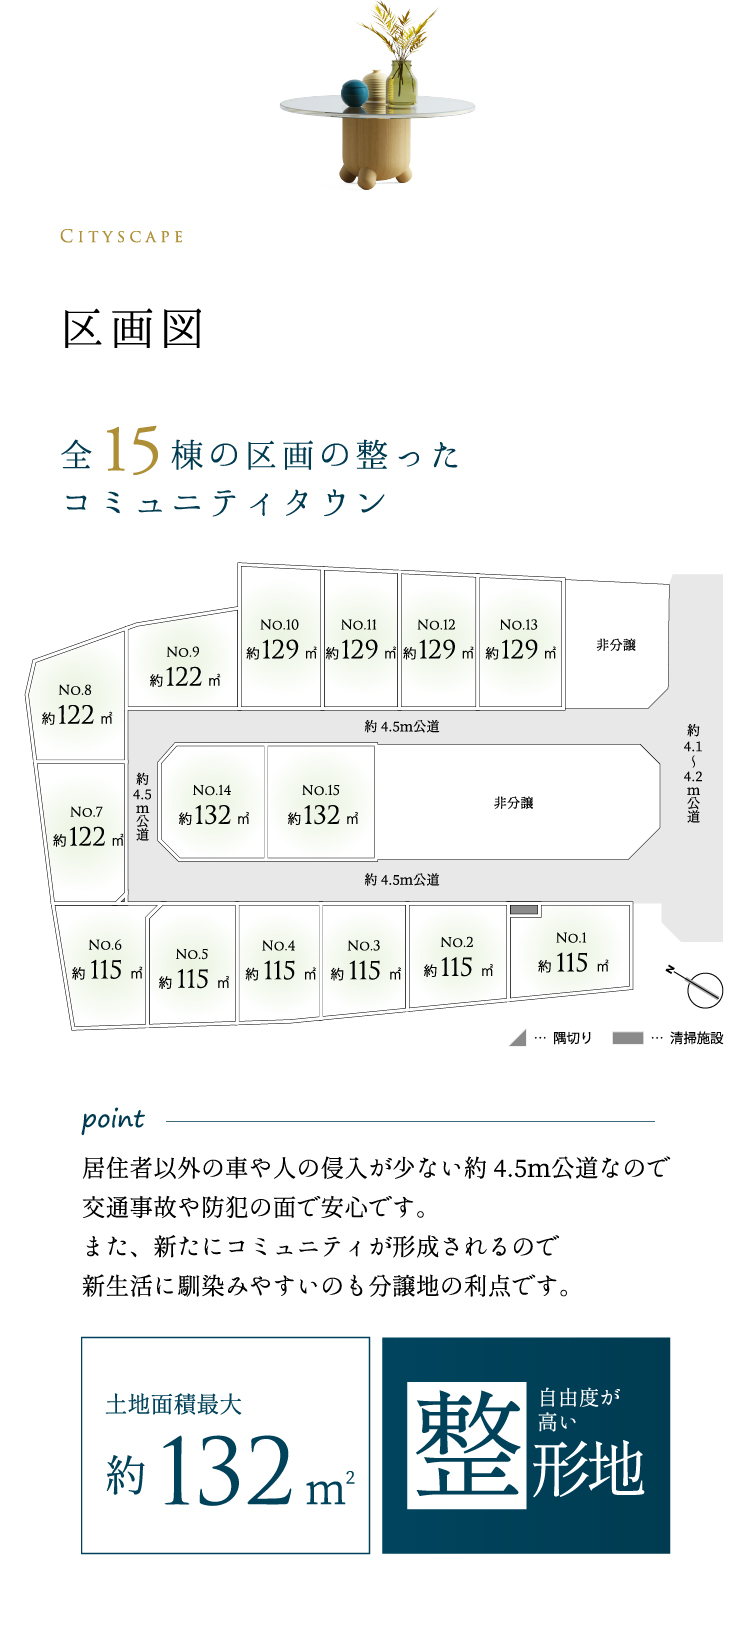 CITYSCAPE
区画図
全15棟の区画の整った
コミュニティタウン
No.10
約129㎡
No.11
約129㎡
No.12
約129㎡
No.13
約129㎡
非分譲
No.9
約122㎡
No.8
約122㎡
約4.5m公道
約4.1〜4.2m公道
No.7
約122㎡
約4.5m公道
No.14
約132㎡
No.15
約132㎡
非分譲
約4.5m公道
No.6
約115㎡
No.5
約115㎡
No.4
約115㎡
No.3
約115㎡
No.2
約115㎡
No.1
約115㎡
N
… 隅切り
… 清掃施設
point
居住者以外の車や人の侵入が少ない約4.5m公道なので
交通事故や防犯の面で安心です。
また、新たにコミュニティが形成されるので
新生活に馴染みやすいのも分譲地の利点です。
土地面積最大
約132m²
自由度が
高い
整形地